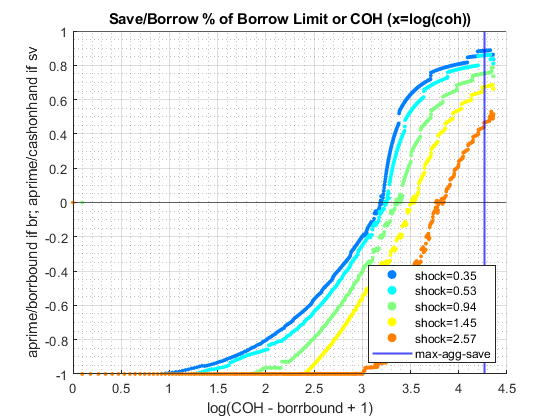 Save/Borrow % of Borrow Limit or COH (x=log(coh))
aprime/borrbound if br; aprime/cashonhand if sv
1
0.8
0.6
0.4
0.2
0
-0.2
-0.4
-0.6
-0.8
-1
shock=0.35
shock=0.53
shock=0.94
shock=1.45
shock=2.57
max-agg-save
0 0.5 1 1.5 2 2.5 3 3.5 4 4.5
log(COH - borrbound + 1)